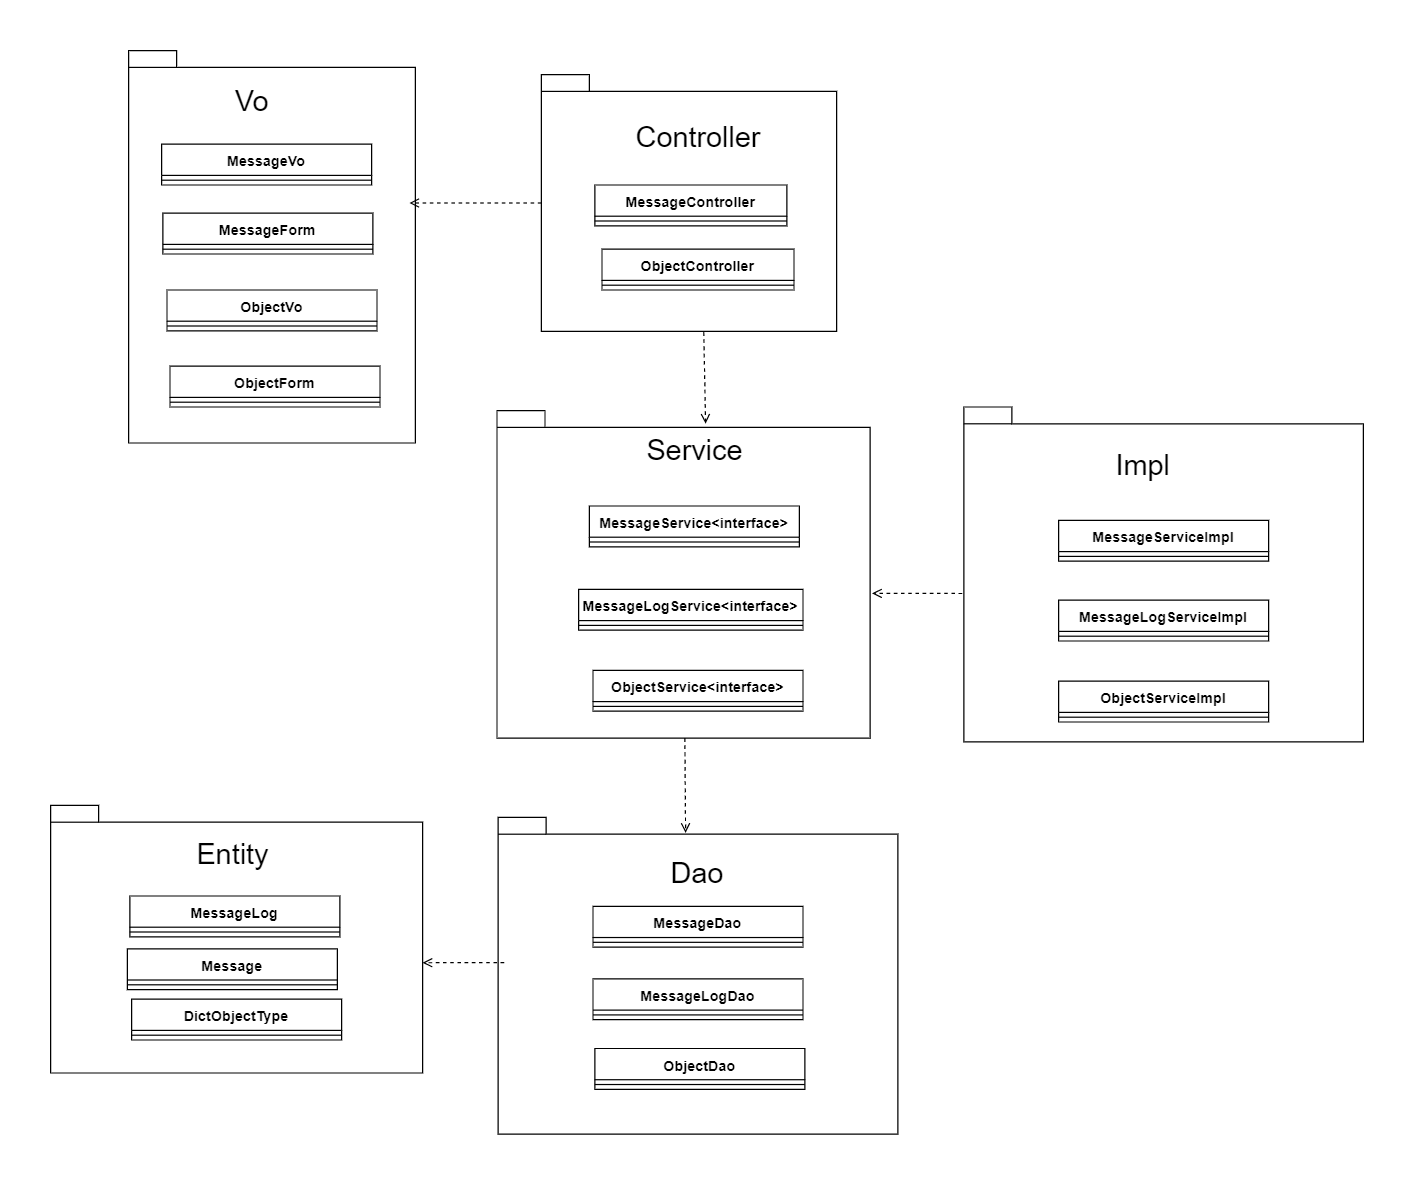 Vo
MessageVo
MessageForm
ObjectVo
ObjectForm
Controller
MessageController
ObjectController
Service
MessageService<interface>
MessageLogService<interface>
ObjectService<interface>
Impl
MessageServiceImpl
MessageLogServiceImpl
ObjectServiceImpl
Entity
MessageLog
Message
DictObjectType
Dao
MessageDao
MessageLogDao
ObjectDao